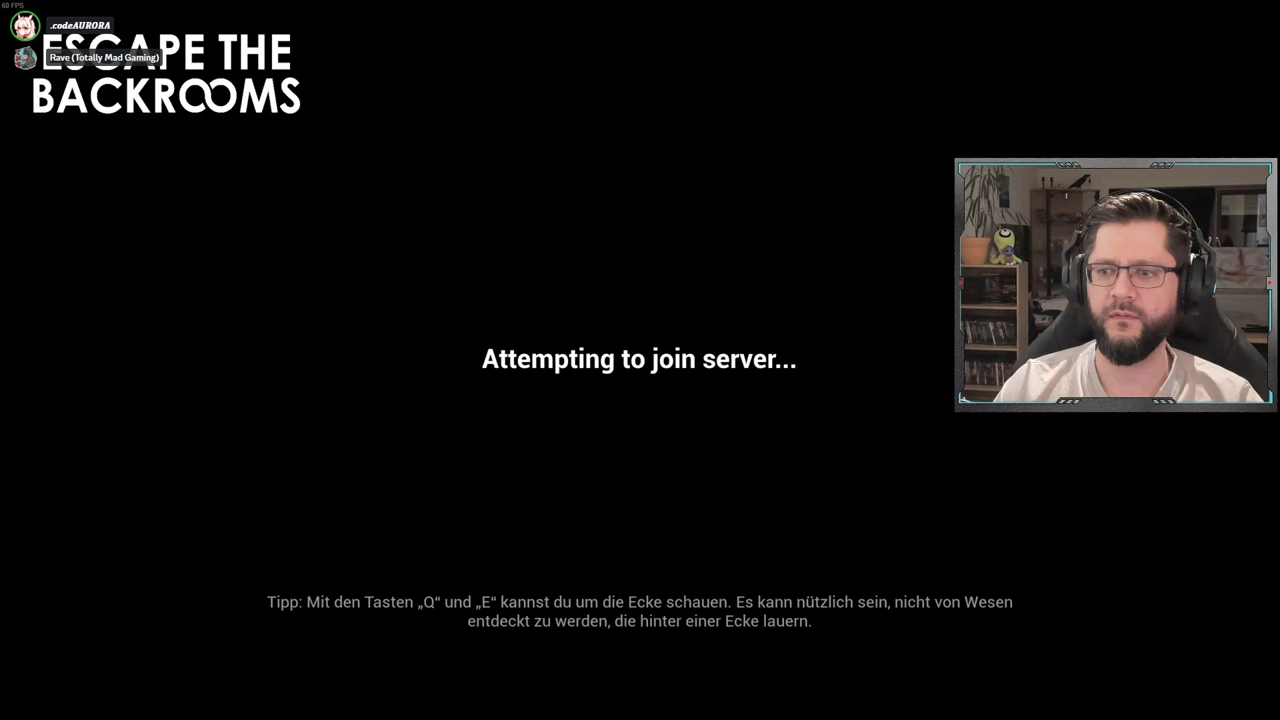 60 FPS
.codeAURORA
ESCAPE THE
Rave (Totally Mad Gaming)
BACKROOMS
Attempting to join server...
Tipp: Mit den Tasten „Q“ und „E“ kannst du um die Ecke schauen. Es kann nützlich sein, nicht von Wesen
entdeckt zu werden, die hinter einer Ecke lauern.